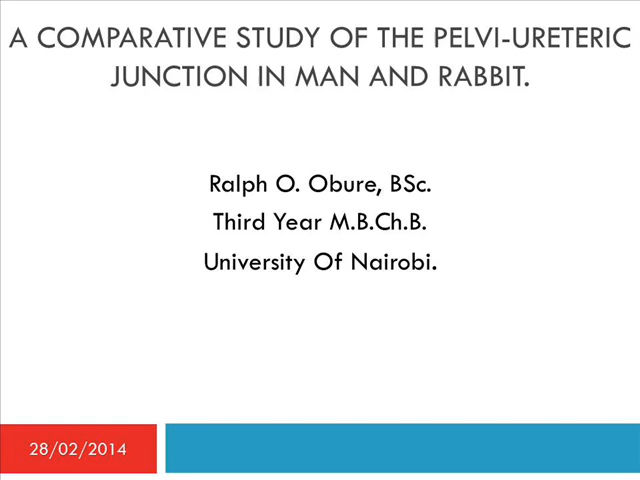 A COMPARATIVE STUDY OF THE PELVI-URETERIC
JUNCTION IN MAN AND RABBIT.
Ralph O. Obure, BSc.
Third Year M.B.Ch.B.
University Of Nairobi.
28/02/2014